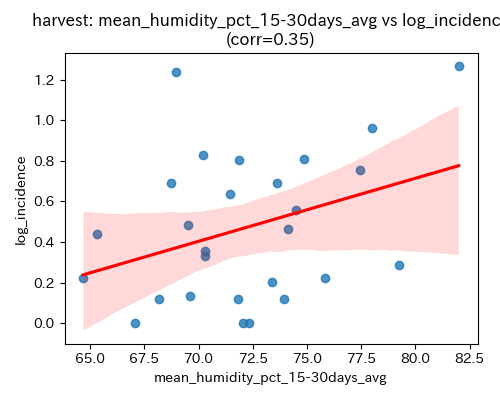 harvest: mean_humidity_pct_15-30days_avg vs log_incidenc
(corr=0.35)
log_incidence
1.2
1.0
0.8
0.6
0.4
0.2
0.0
65.0 67.5 70.0 72.5 75.0 77.5 80.0 82.5
mean_humidity_pct_15-30days_avg